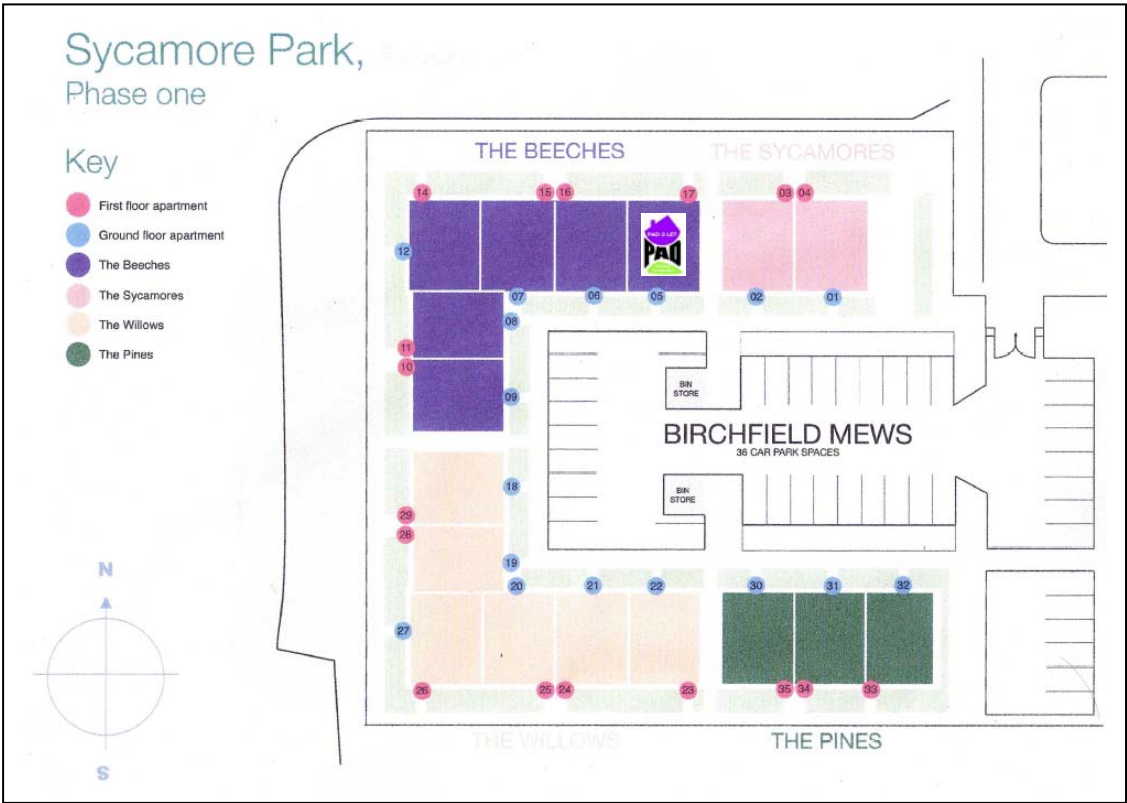 Sycamore Park,
Phase one
Key
First floor apartment
Ground floor apartment
The Beeches
The Sycamores
The Willows
The Pines
THE BEECHES
THE SYCAMORES
14
15
16
17
03
04
PAD 2 LET
PAD
12
07
06
05
02
01
08
11
10
09
BIN
STORE
BIRCHFIELD MEWS
36 CAR PARK SPACES
BIN
STORE
18
29
28
19
20
21
22
30
31
32
27
26
25
24
23
35
34
33
THE WILLOWS
THE PINES
N
S